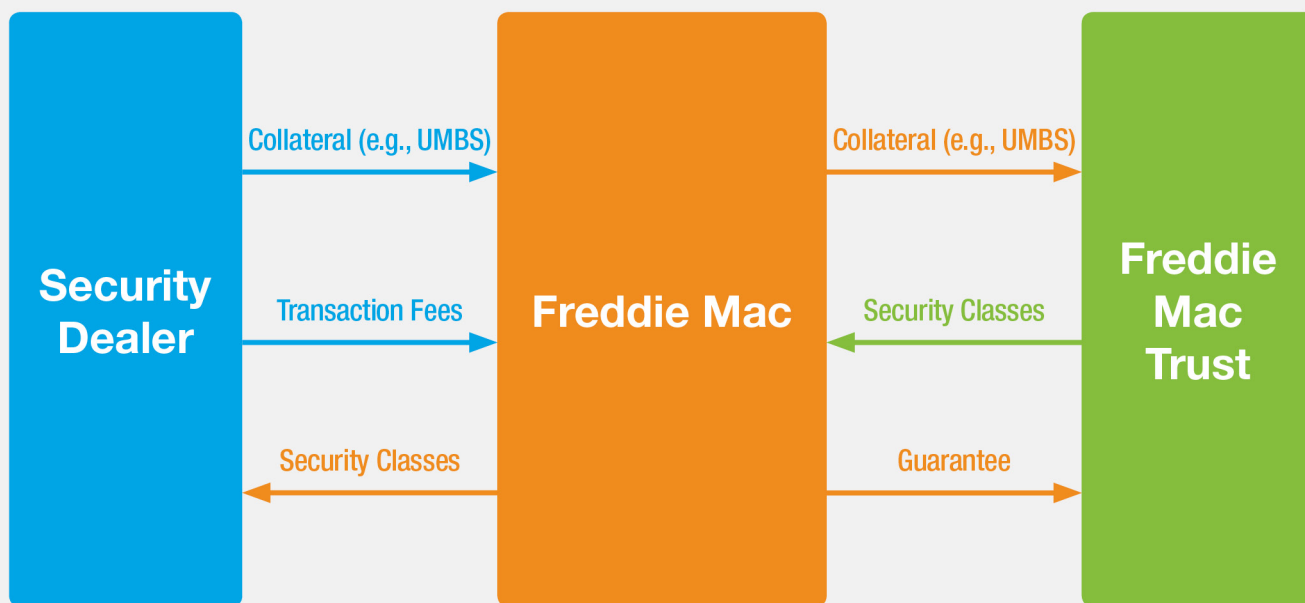 Collateral (e.g., UMBS)
Collateral (e.g., UMBS)
Security
Dealer
Transaction Fees
Freddie Mac
Security Classes
Freddie
Mac
Trust
Security Classes
Guarantee